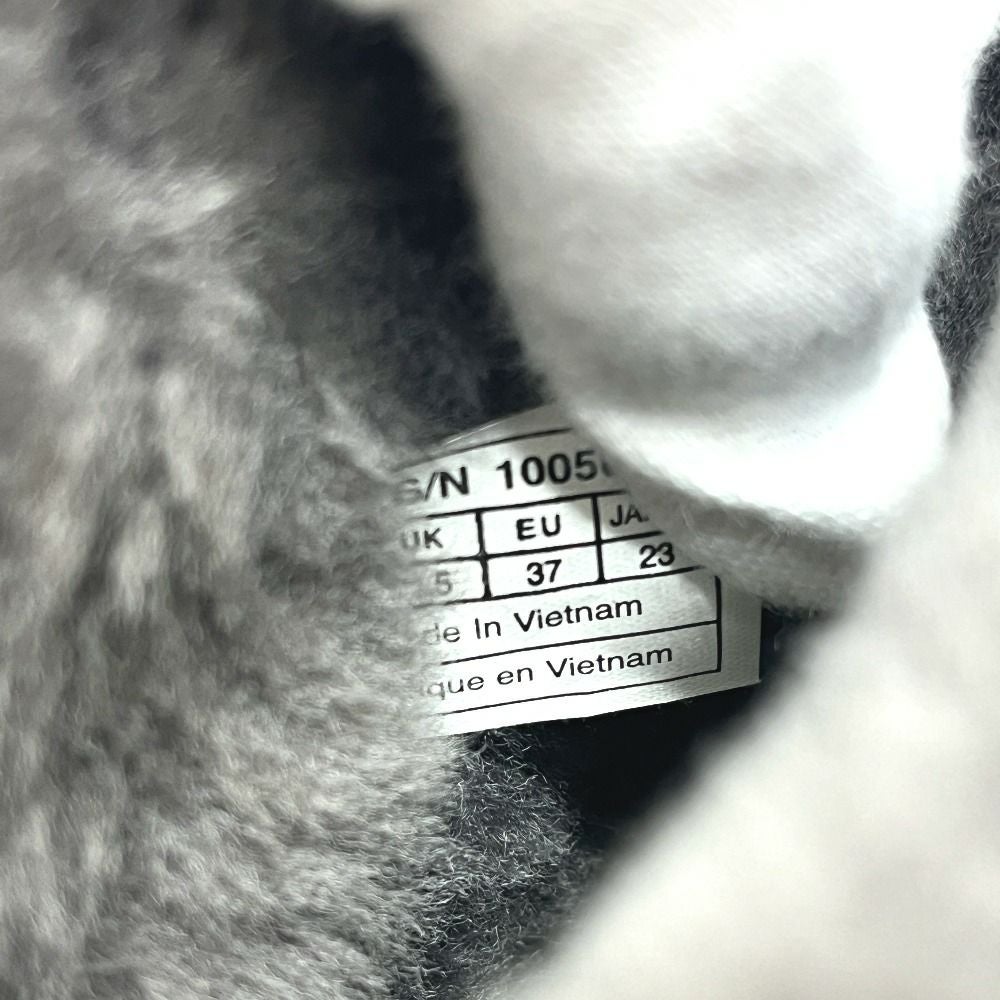 S/N 1005
UK EU JA
5 37 23
de In Vietnam
que en Vietnam